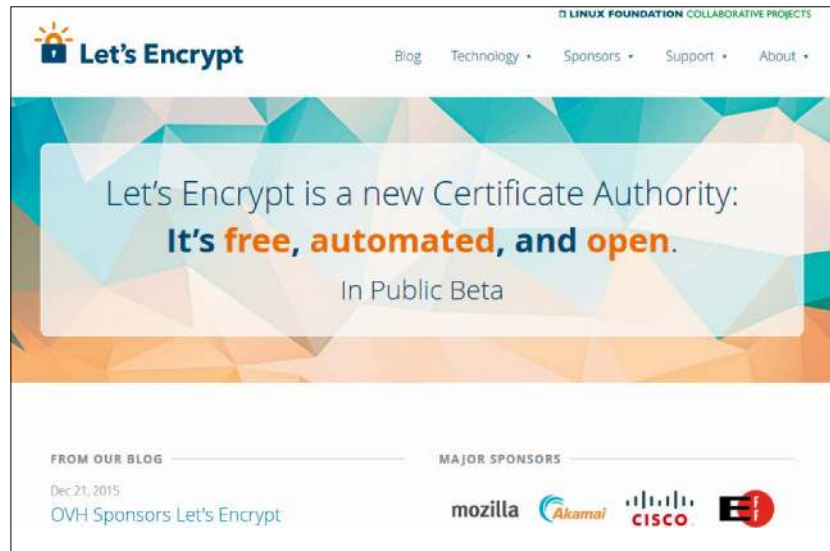 LINUX FOUNDATION COLLABORATIVE PROJECTS
Let's Encrypt
Blog Technology Sponsors Support About
Let's Encrypt is a new Certificate Authority:
It's free, automated, and open.
In Public Beta
FROM OUR BLOG
Dec 21, 2015
OVH Sponsors Let's Encrypt
MAJOR SPONSORS
mozilla Akamai CISCO EFF